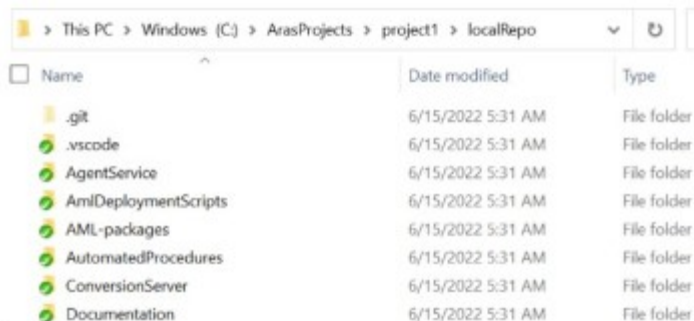 > This PC > Windows (C:) > ArasProjects > project1 > localRepo
Name Date modified Type
.git 6/15/2022 5:31 AM File folder
.vscode 6/15/2022 5:31 AM File folder
AgentService 6/15/2022 5:31 AM File folder
AmlDeploymentScripts 6/15/2022 5:31 AM File folder
AML-packages 6/15/2022 5:31 AM File folder
AutomatedProcedures 6/15/2022 5:31 AM File folder
ConversionServer 6/15/2022 5:31 AM File folder
Documentation 6/15/2022 5:31 AM File folder